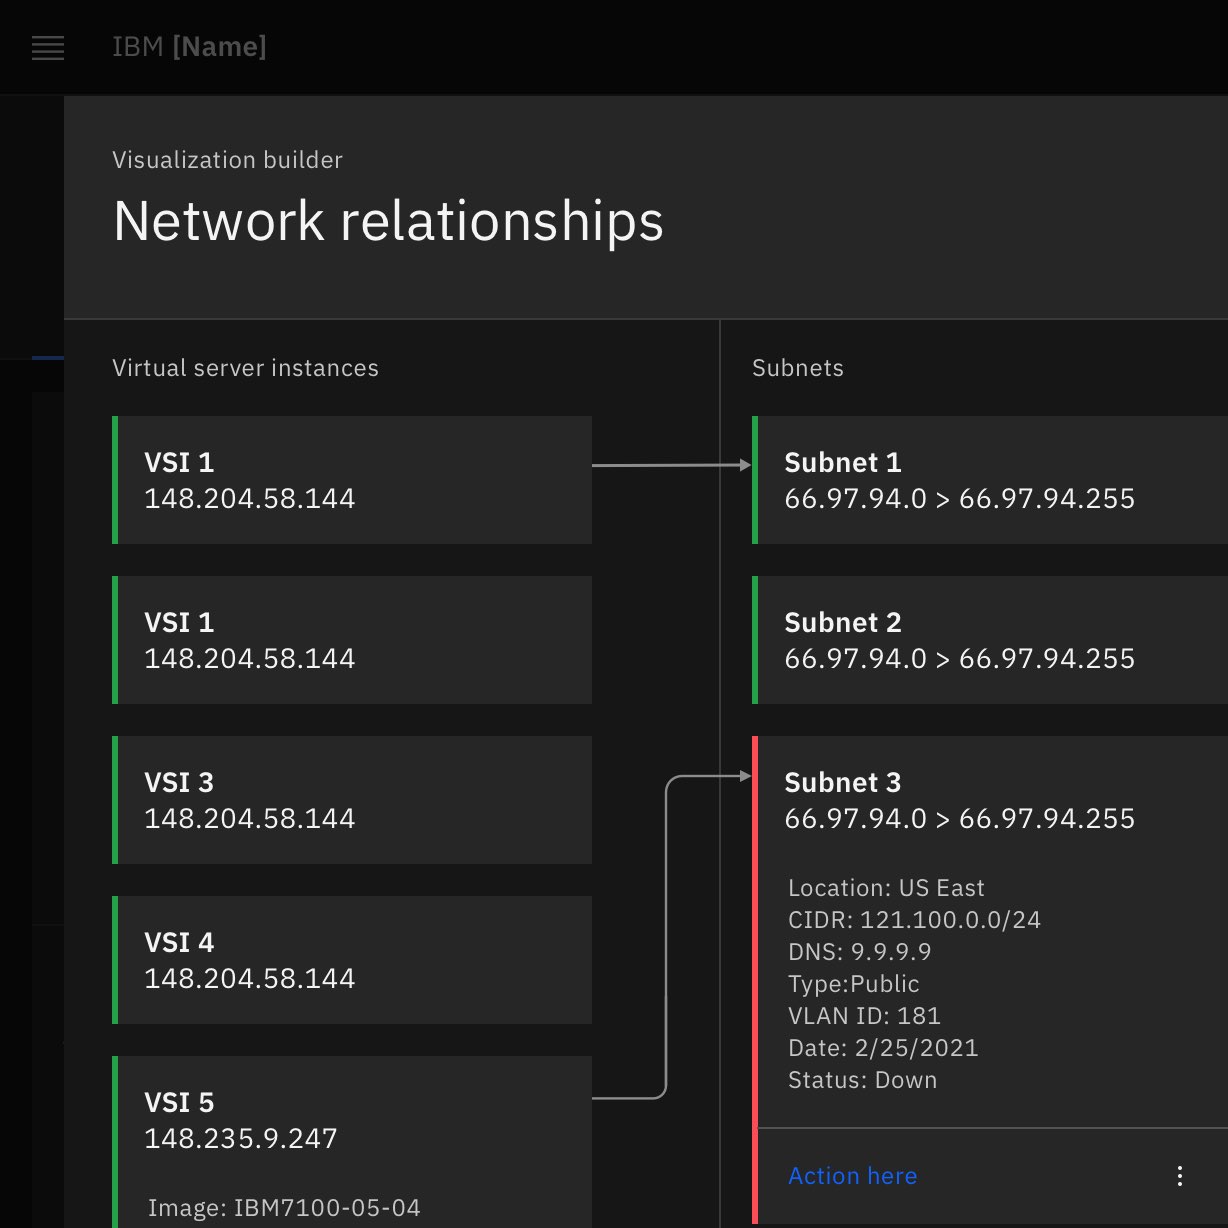 IBM [Name]
Visualization builder
Network relationships
Virtual server instances
VSI 1
148.204.58.144
VSI 1
148.204.58.144
VSI 3
148.204.58.144
VSI 4
148.204.58.144
VSI 5
148.235.9.247
Image: IBM7100-05-04
Subnets
Subnet 1
66.97.94.0 > 66.97.94.255
Subnet 2
66.97.94.0 > 66.97.94.255
Subnet 3
66.97.94.0 > 66.97.94.255
Location: US East
CIDR: 121.100.0.0/24
DNS: 9.9.9.9
Type:Public
VLAN ID: 181
Date: 2/25/2021
Status: Down
Action here